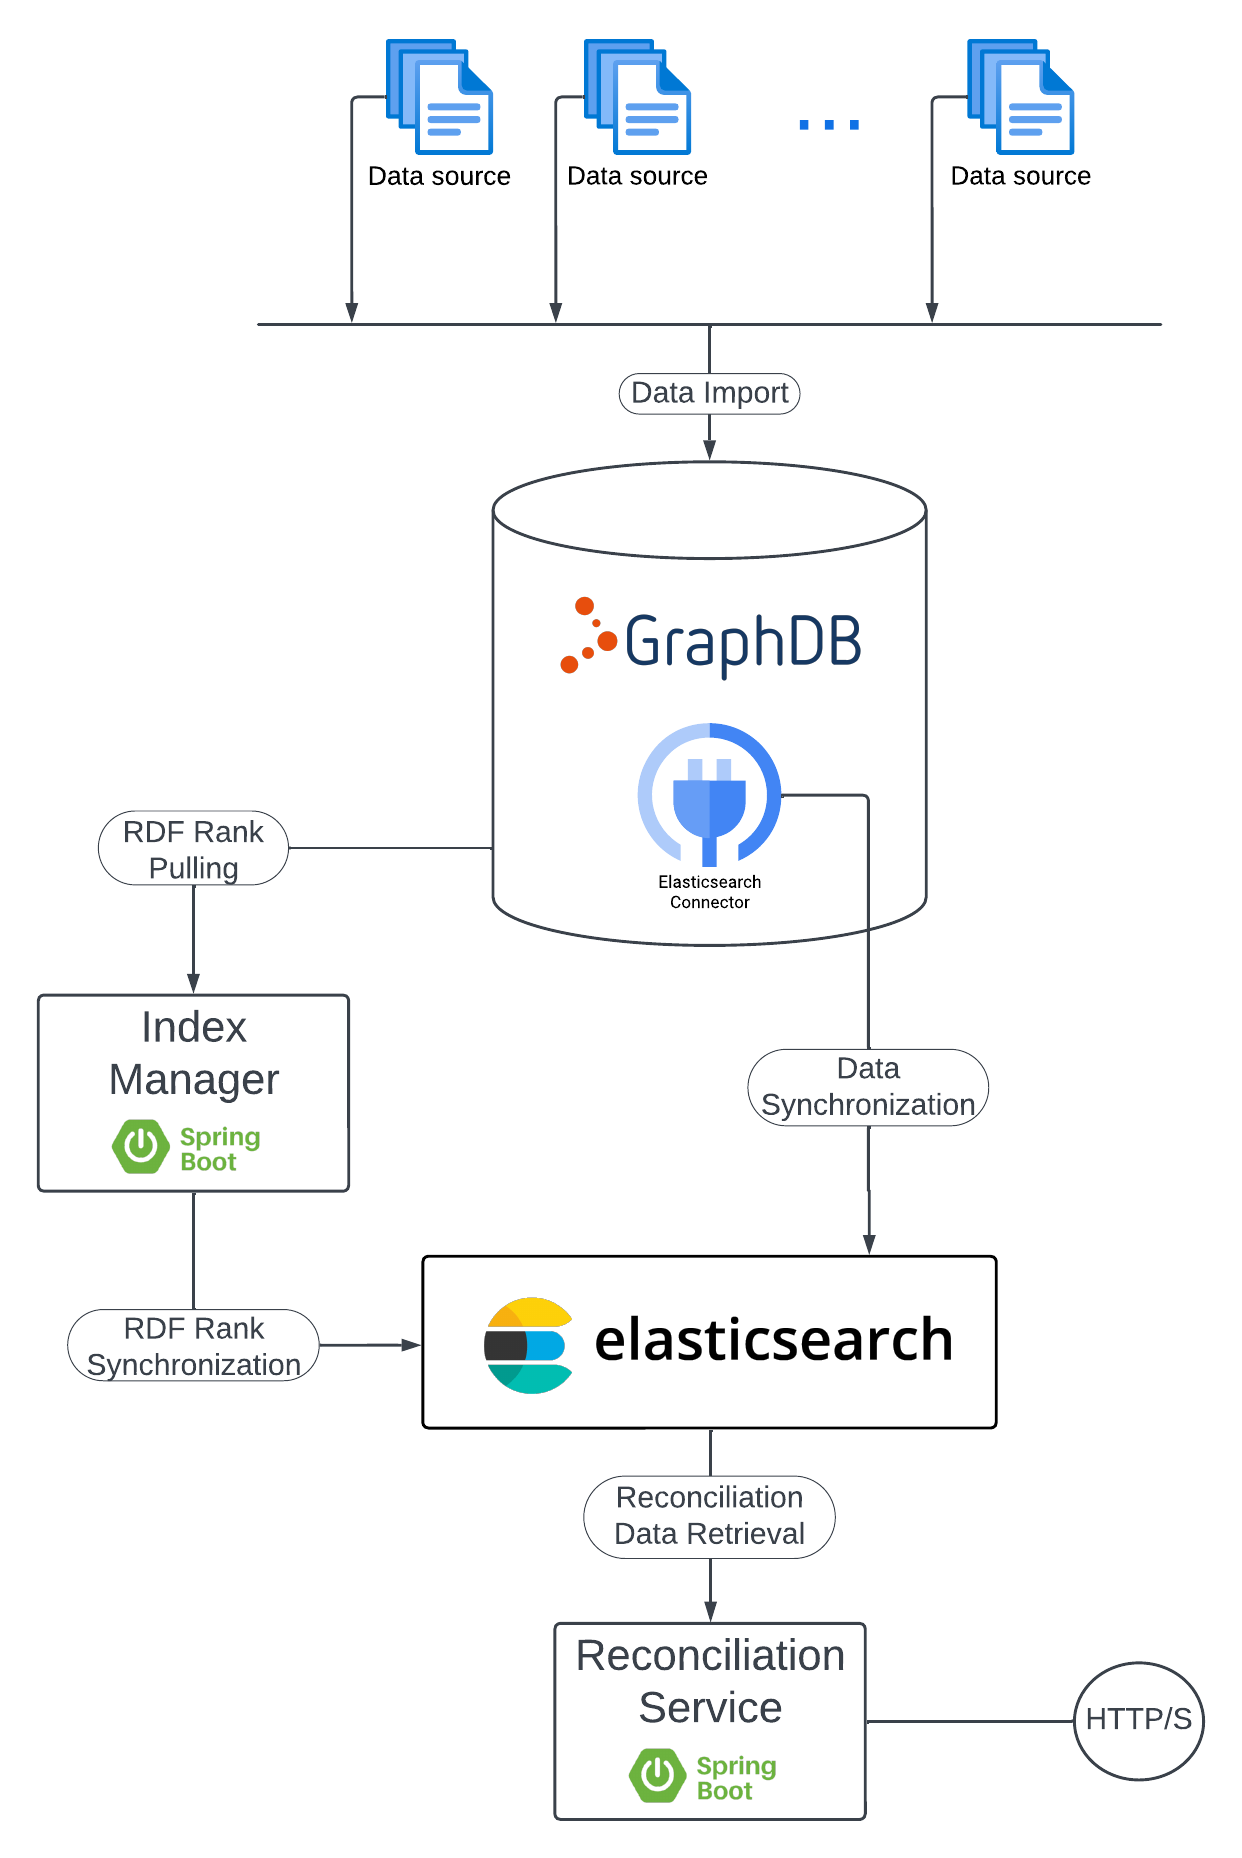 Data source
Data source
Data source
Data Import
GraphDB
Elasticsearch
Connector
RDF Rank
Pulling
Index
Manager
Spring
Boot
Data
Synchronization
RDF Rank
Synchronization
elasticsearch
Reconciliation
Data Retrieval
Reconciliation
Service
Spring
Boot
HTTP/S